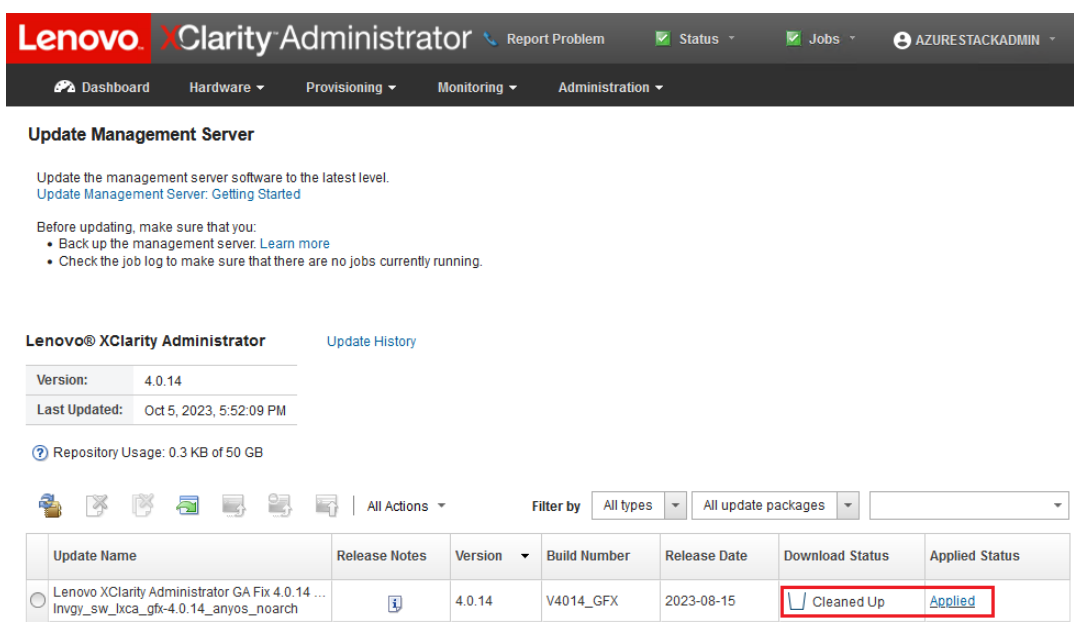 Lenovo. XClarity Administrator Report Problem Status Jobs AZURESTACKADMIN
Dashboard Hardware Provisioning Monitoring Administration
Update Management Server
Update the management server software to the latest level.
Update Management Server: Getting Started
Before updating, make sure that you:
• Back up the management server. Learn more
• Check the job log to make sure that there are no jobs currently running.
Lenovo® XClarity Administrator Update History
Version: 4.0.14
Last Updated: Oct 5, 2023, 5:52:09 PM
? Repository Usage: 0.3 KB of 50 GB
All Actions Filter by All types All update packages
Update Name Release Notes Version Build Number Release Date Download Status Applied Status
Lenovo XClarity Administrator GA Fix 4.0.14 ...
lnvgy_sw_lxca_gfx-4.0.14_anyos_noarch 4.0.14 V4014_GFX 2023-08-15 Cleaned Up Applied